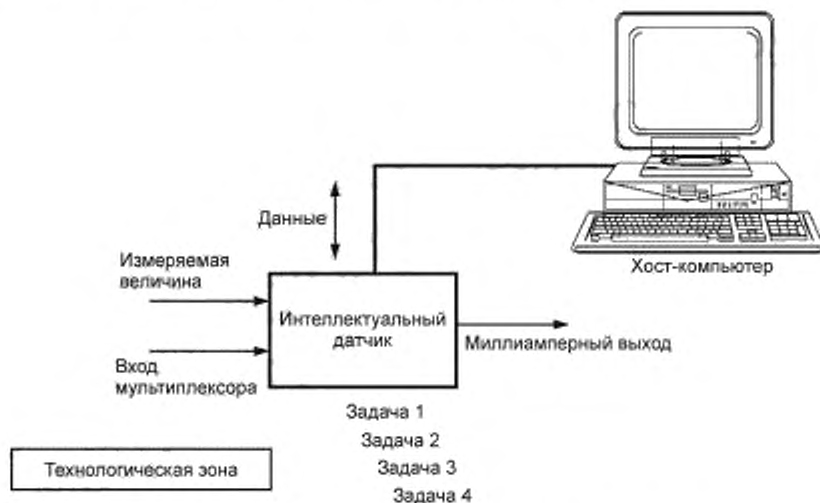 Данные
Измеряемая
величина
Хост-компьютер
Интеллектуальный
датчик
Миллиамперный выход
Вход
мультиплексора
Задача 1
Задача 2
Технологическая зона
Задача 3
Задача 4